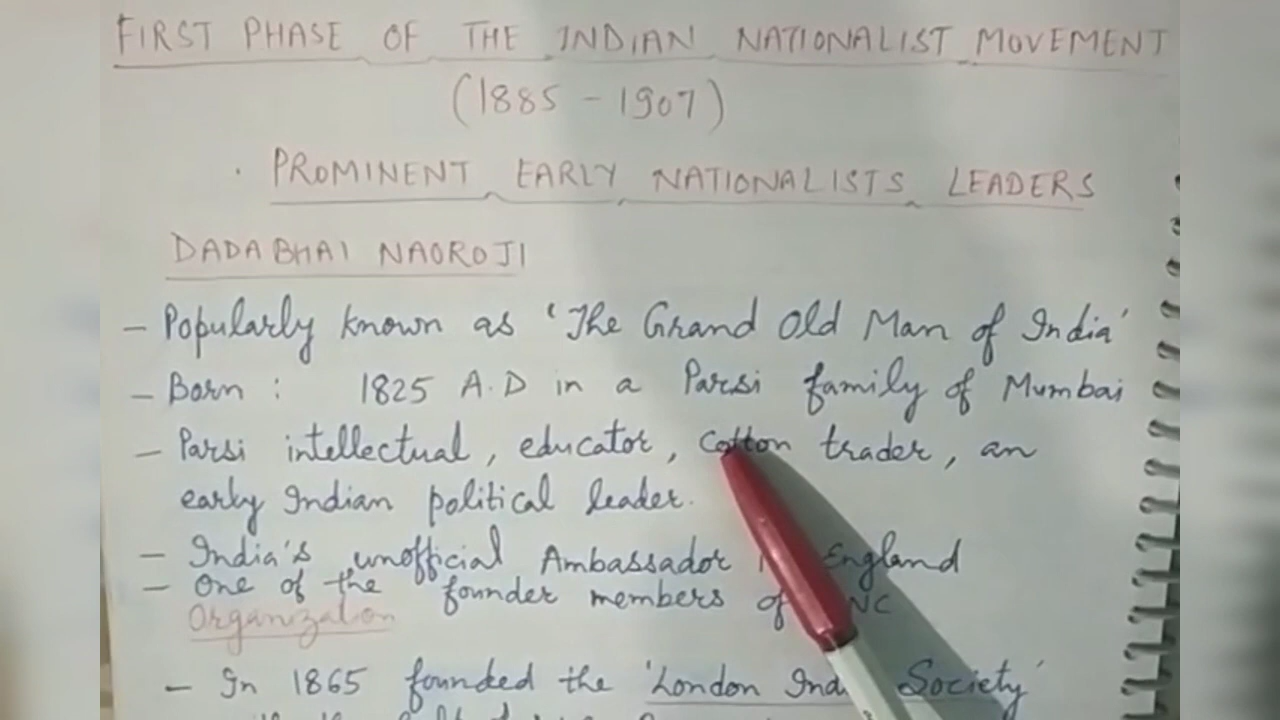 FIRST PHASE OF THE INDIAN NATIONALIST MOVEMENT
(1885 - 1907)
. PROMINENT EARLY NATIONALISTS LEADERS
DADABHAI NAOROJI
- Popularly known as 'The Grand Old Man of India'
- Born : 1825 A.D in a Parsi family of Mumbai
- Parsi intellectual, educator, cotton trader, an
early Indian political leader.
- India's unofficial Ambassador England
- One of the founder members of
Organization
- In 1865 founded the 'London Society'